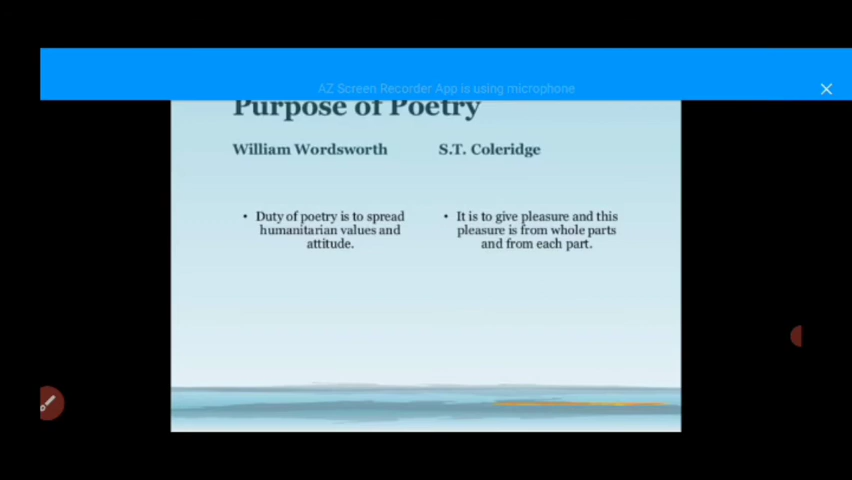 AZ Screen Recorder App is using microphone
Purpose of Poetry
William Wordsworth
S.T. Coleridge
• Duty of poetry is to spread
humanitarian values and
attitude.
• It is to give pleasure and this
pleasure is from whole parts
and from each part.